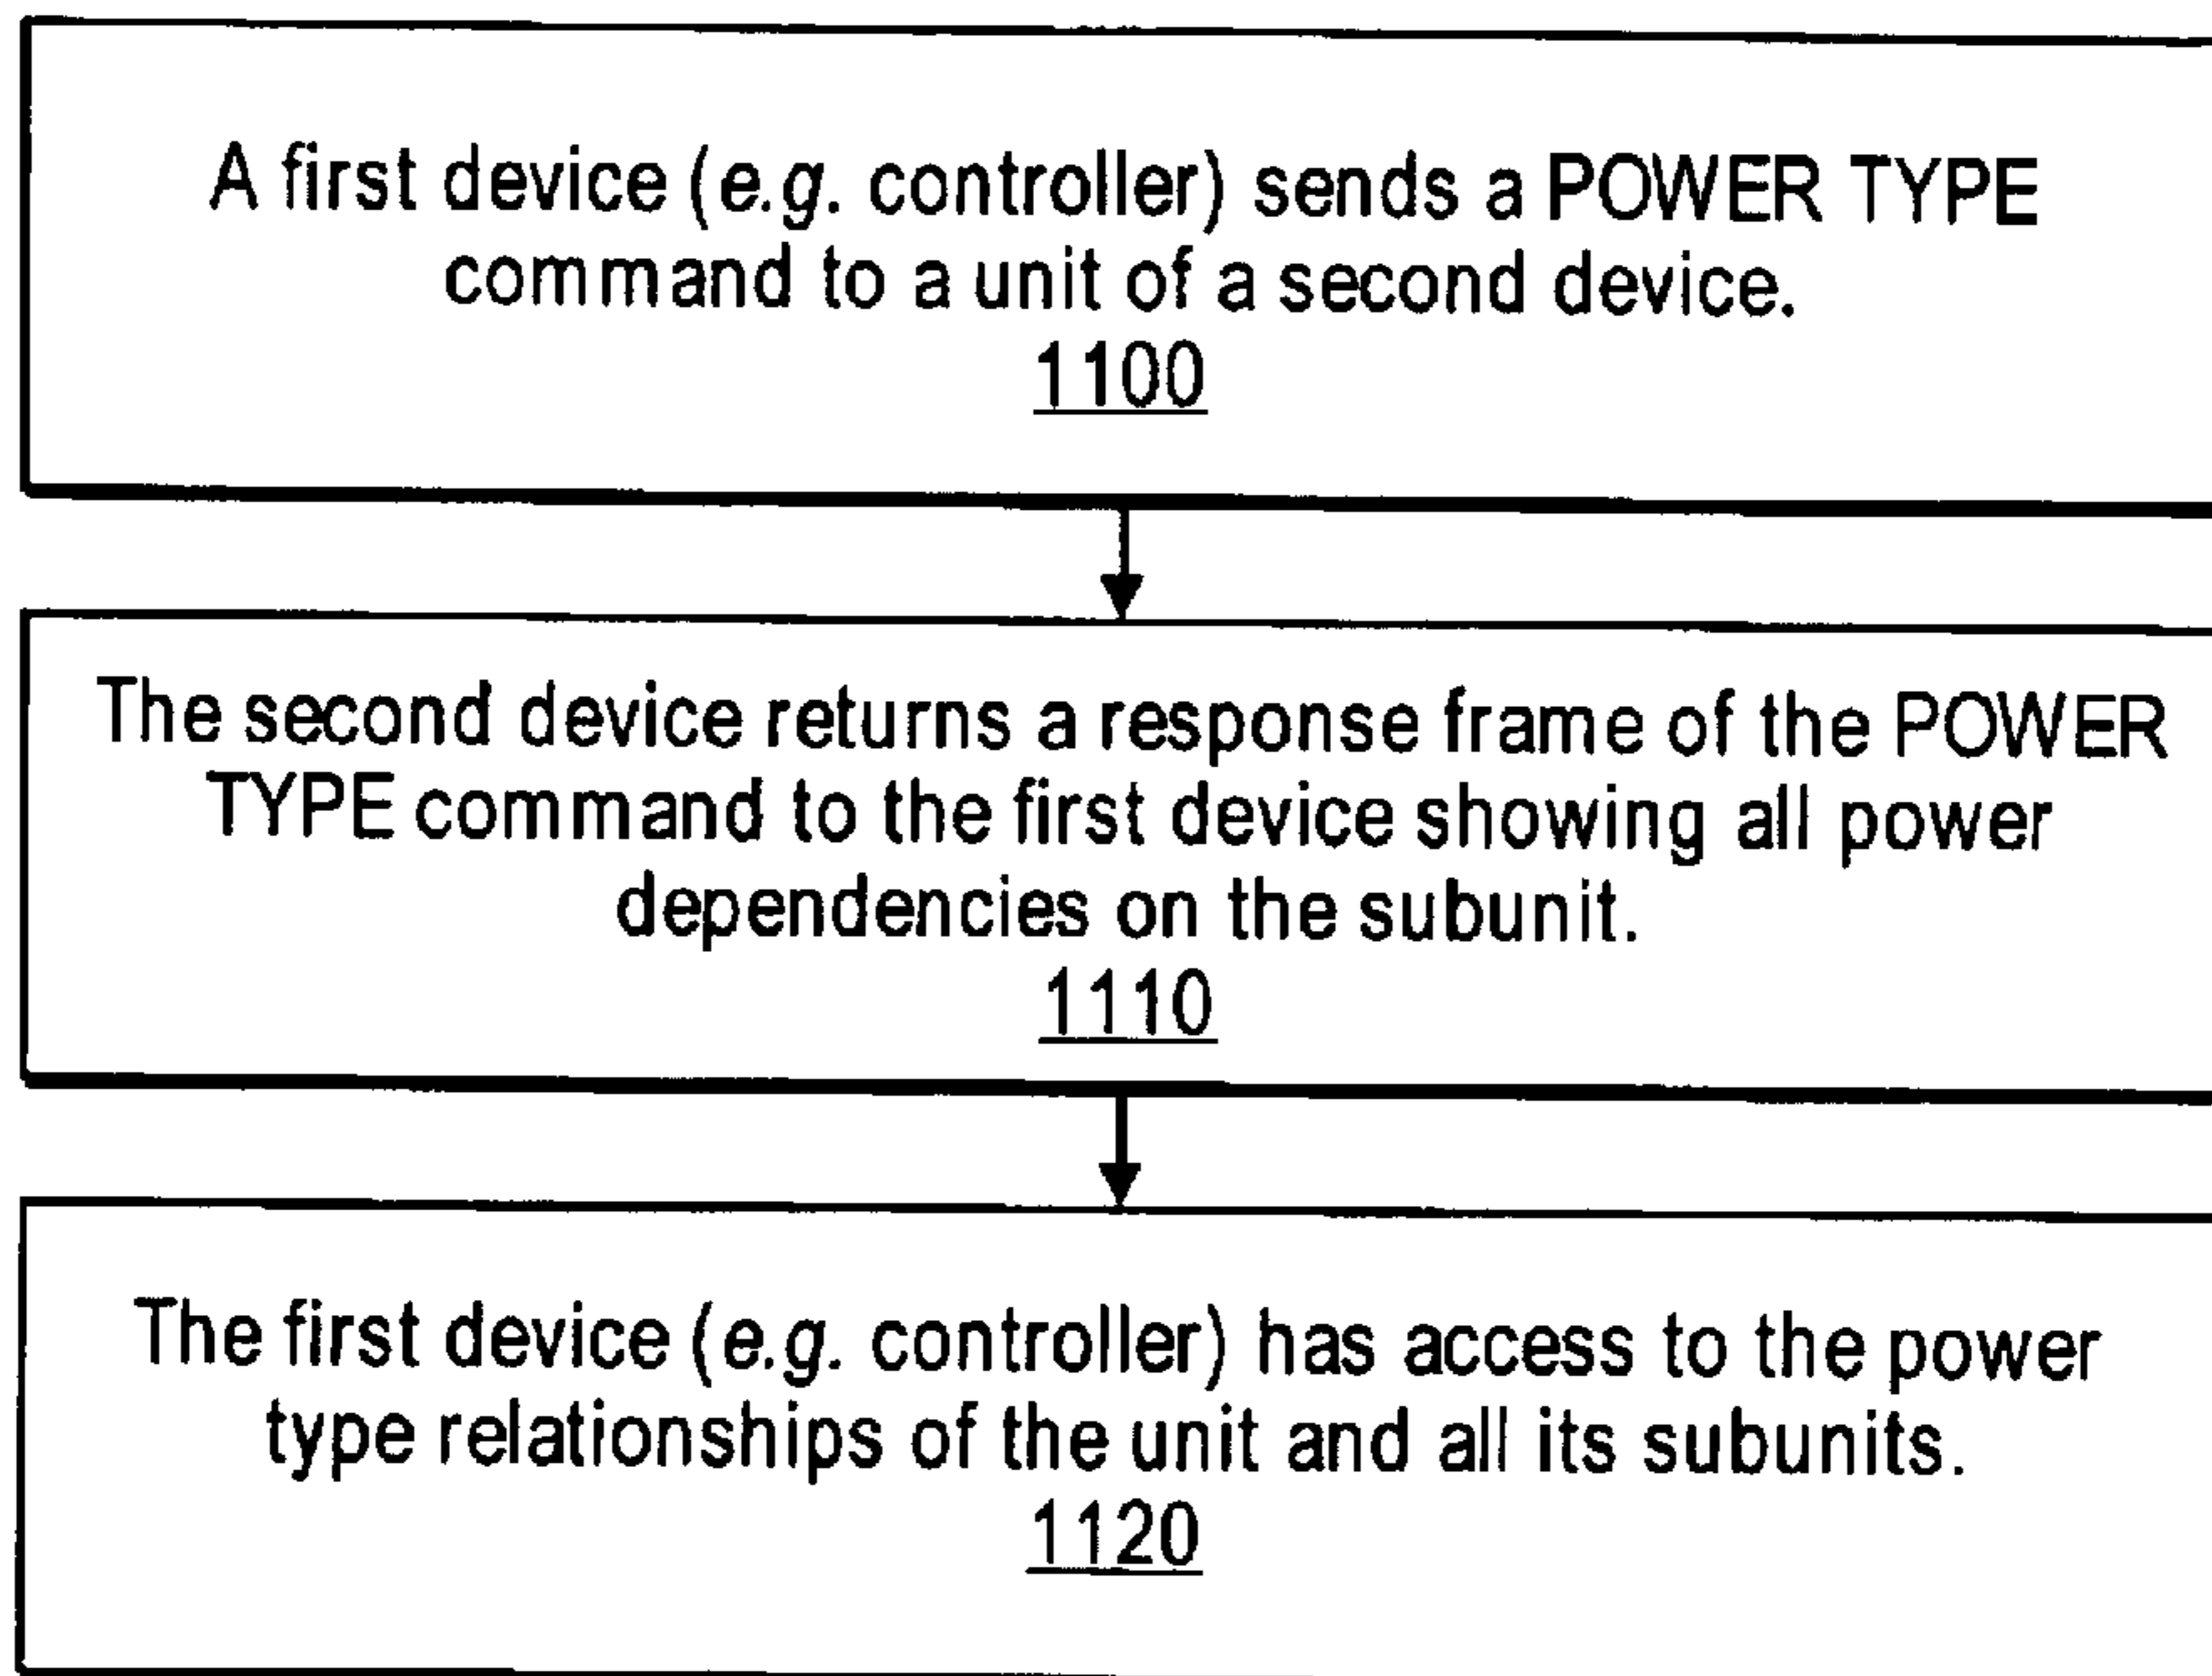 A first device (e.g. controller) sends a POWER TYPE
command to a unit of a second device.
1100
The second device returns a response frame of the POWER
TYPE command to the first device showing all power
dependencies on the subunit.
1110
The first device (e.g. controller) has access to the power
type relationships of the unit and all its subunits.
1120